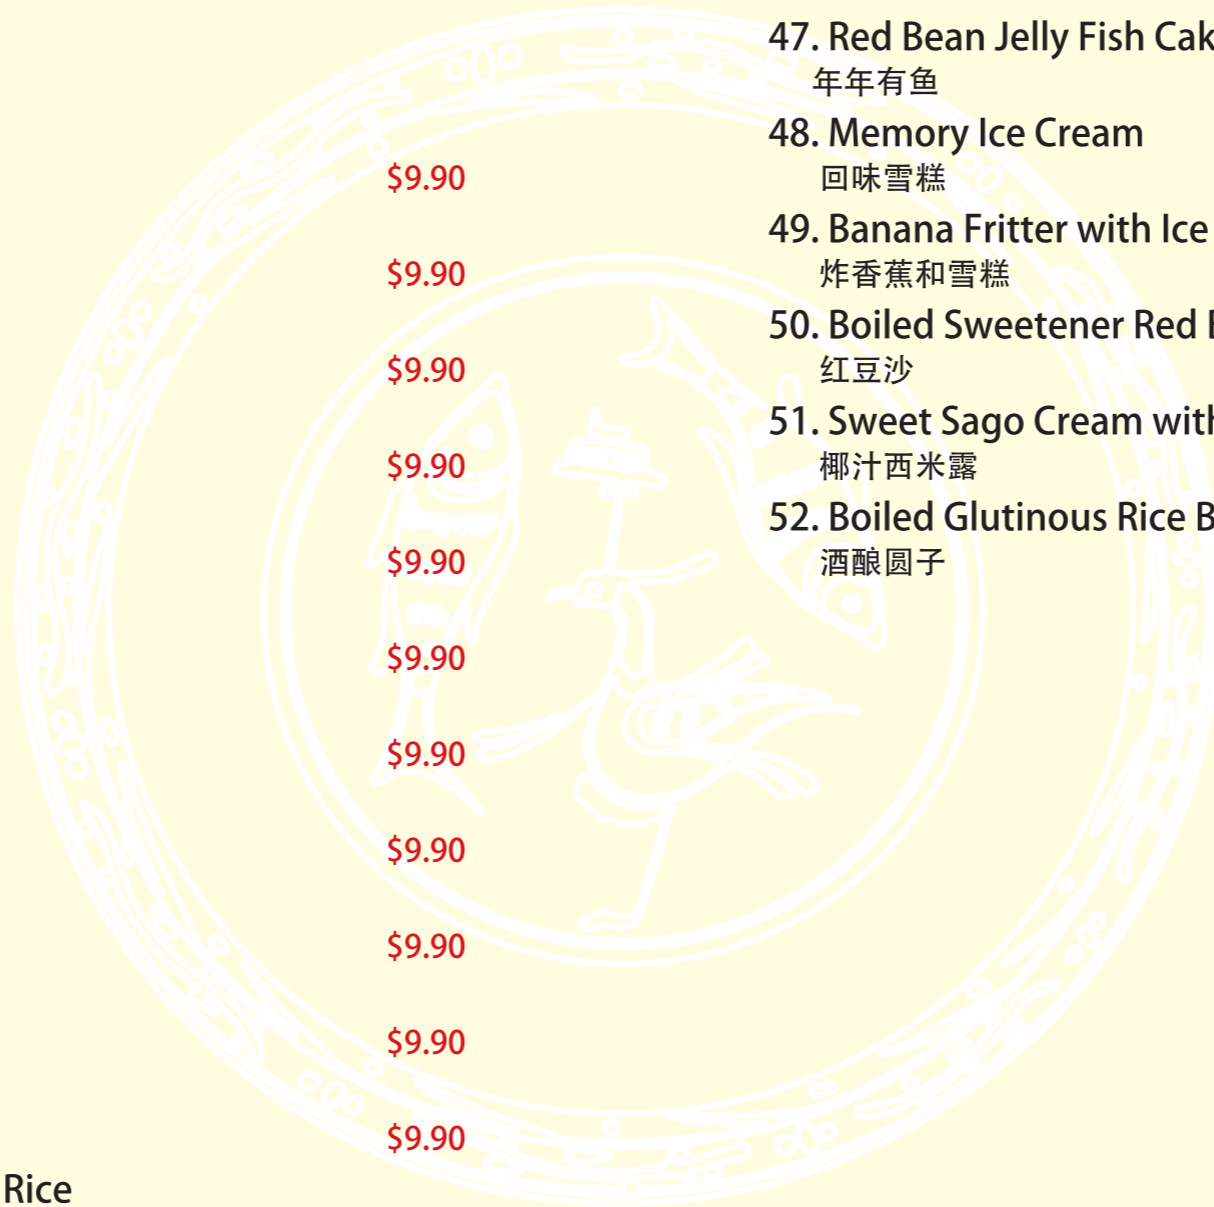 $9.90
$9.90
$9.90
$9.90
$9.90
$9.90
$9.90
$9.90
$9.90
$9.90
$9.90
Rice
47. Red Bean Jelly Fish Cak
年年有鱼
48. Memory Ice Cream
回味雪糕
49. Banana Fritter with Ice
炸香蕉和雪糕
50. Boiled Sweetener Red
红豆沙
51. Sweet Sago Cream with
椰汁西米露
52. Boiled Glutinous Rice B
酒酿圆子